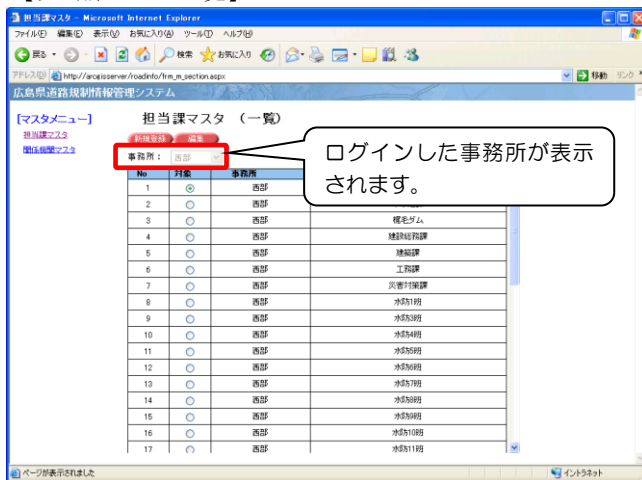 担当課マスタ - Microsoft Internet Explorer
ファイル(F) 編集(E) 表示(V) お気に入り(A) ツール(T) ヘルプ(H)
戻る 検索 お気に入り
アドレス(D) http://arcgisserver/roadinfo/frm_m_section.aspx 移動 リンク
広島県道路規制情報管理システム
[マスタメニュー]
担当課マスタ
関係機関マスタ
担当課マスタ (一覧)
新規登録 編集
事務所: 西部
ログインした事務所が表示
されます。
No 対象 事務所
1 西部
2 西部
3 西部 梶毛ダム
4 西部 建設総務課
5 西部 建築課
6 西部 工務課
7 西部 災害対策課
8 西部 水防1班
9 西部 水防3班
10 西部 水防4班
11 西部 水防5班
12 西部 水防6班
13 西部 水防7班
14 西部 水防8班
15 西部 水防9班
16 西部 水防10班
17 西部 水防11班
ページが表示されました イントラネット